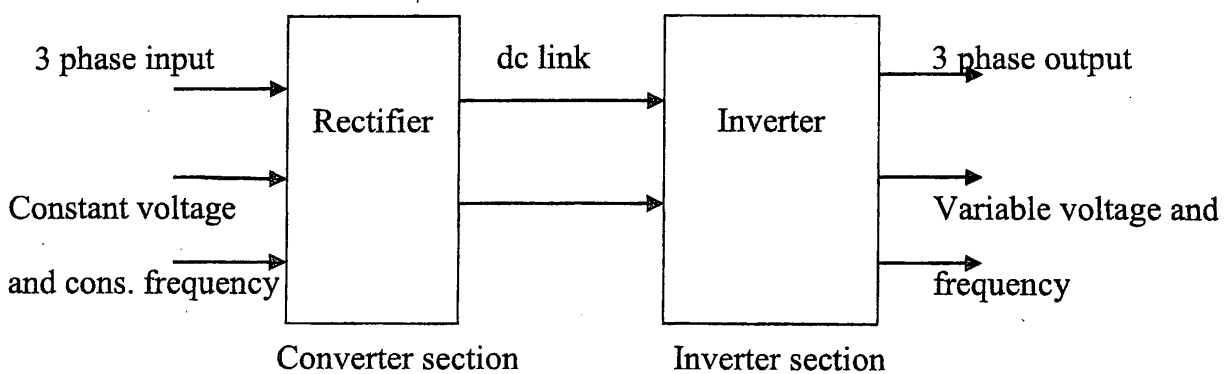 3 phase input
dc link
3 phase output
Rectifier
Inverter
Constant voltage
and cons. frequency
Variable voltage and
frequency
Converter section
Inverter section